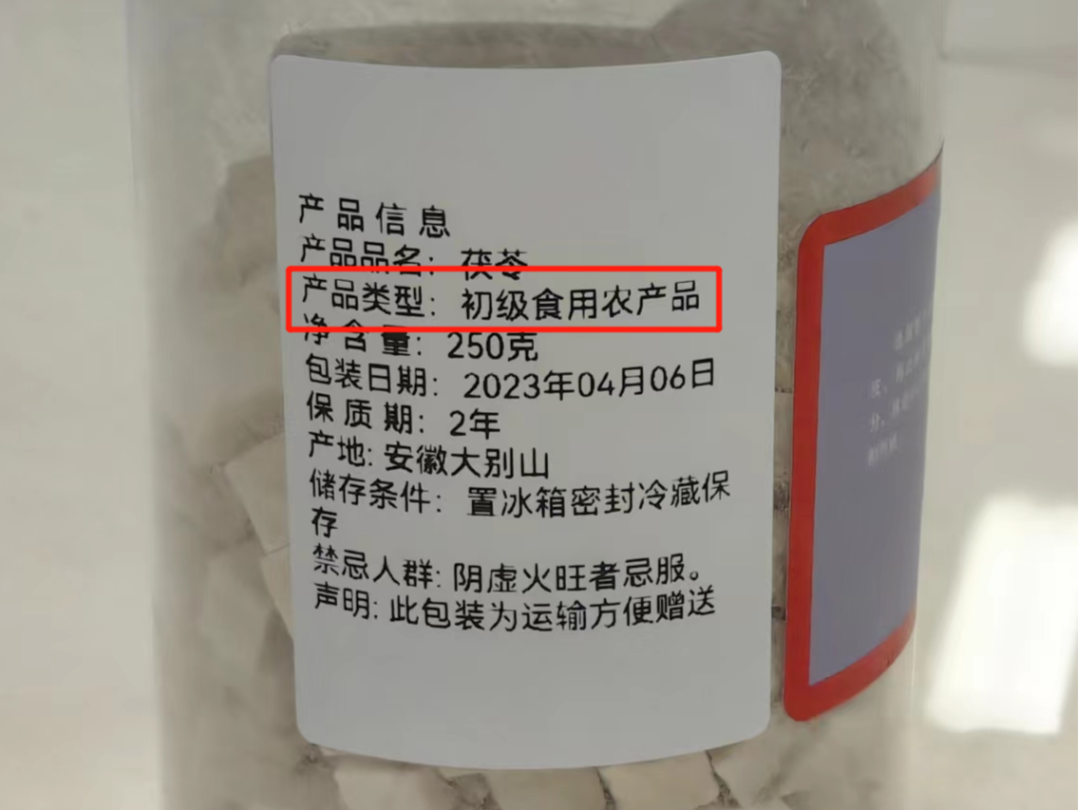 产品信息
产品品名：茯苓
产品类型：初级食用农产品
净含量：250克
包装日期：2023年04月06日
保质期：2年
产地:安徽大别山
储存条件：置冰箱密封冷藏保
存
禁忌人群:阴虚火旺者忌服。
声明:此包装为运输方便赠送